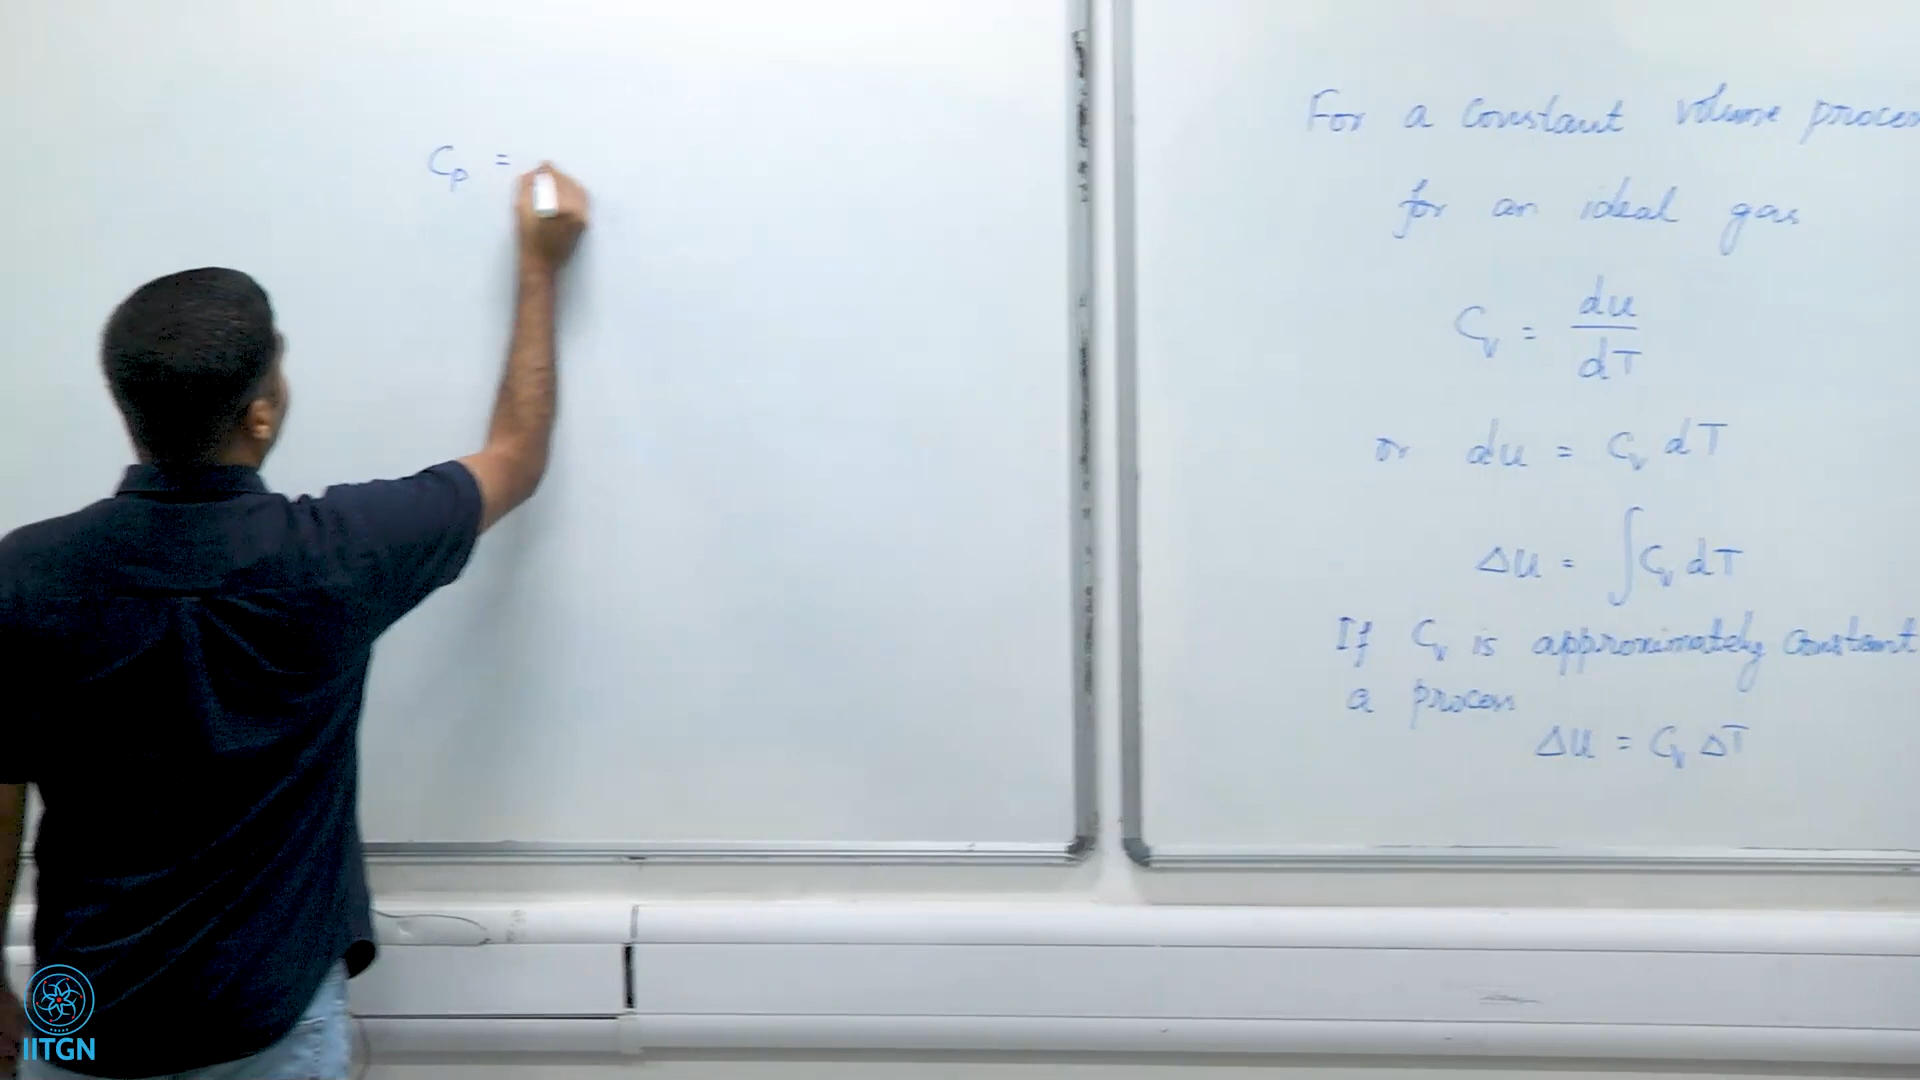 Cp =
For a constant volume process
for an ideal gas
Cv = du/dT
or du = Cv dT
Δu = ∫Cv dT
If Cv is approximately constant
a process
Δu = Cv ΔT
IITGN